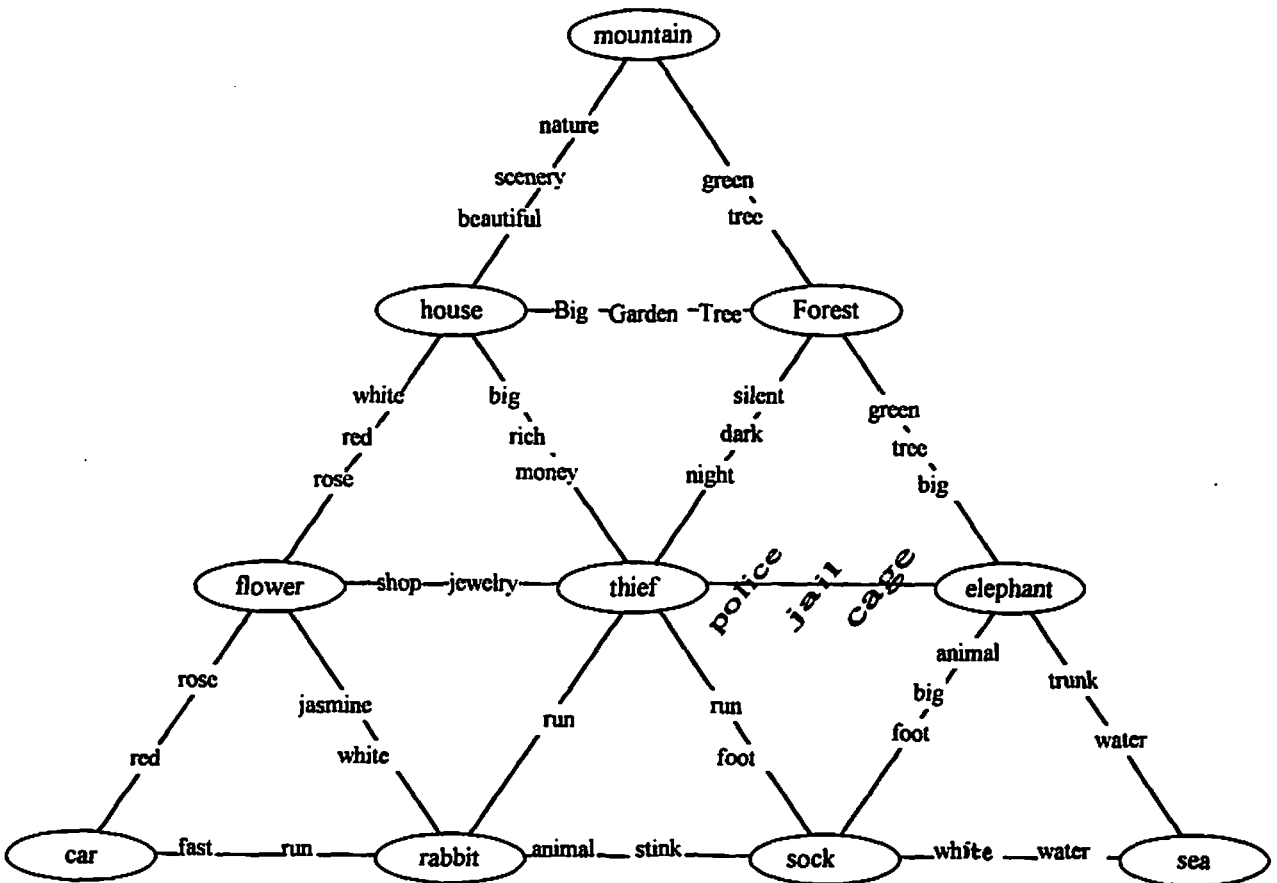 mountain
nature
scenery
green
beautiful
tree
house Big Garden Tree Forest
white big silent green
red rich dark tree
rose money night big
flower shop jewelry thief police jail cage elephant
animal
rose jasmine run run big trunk
red white foot foot water
car fast run rabbit animal stink sock white water sea